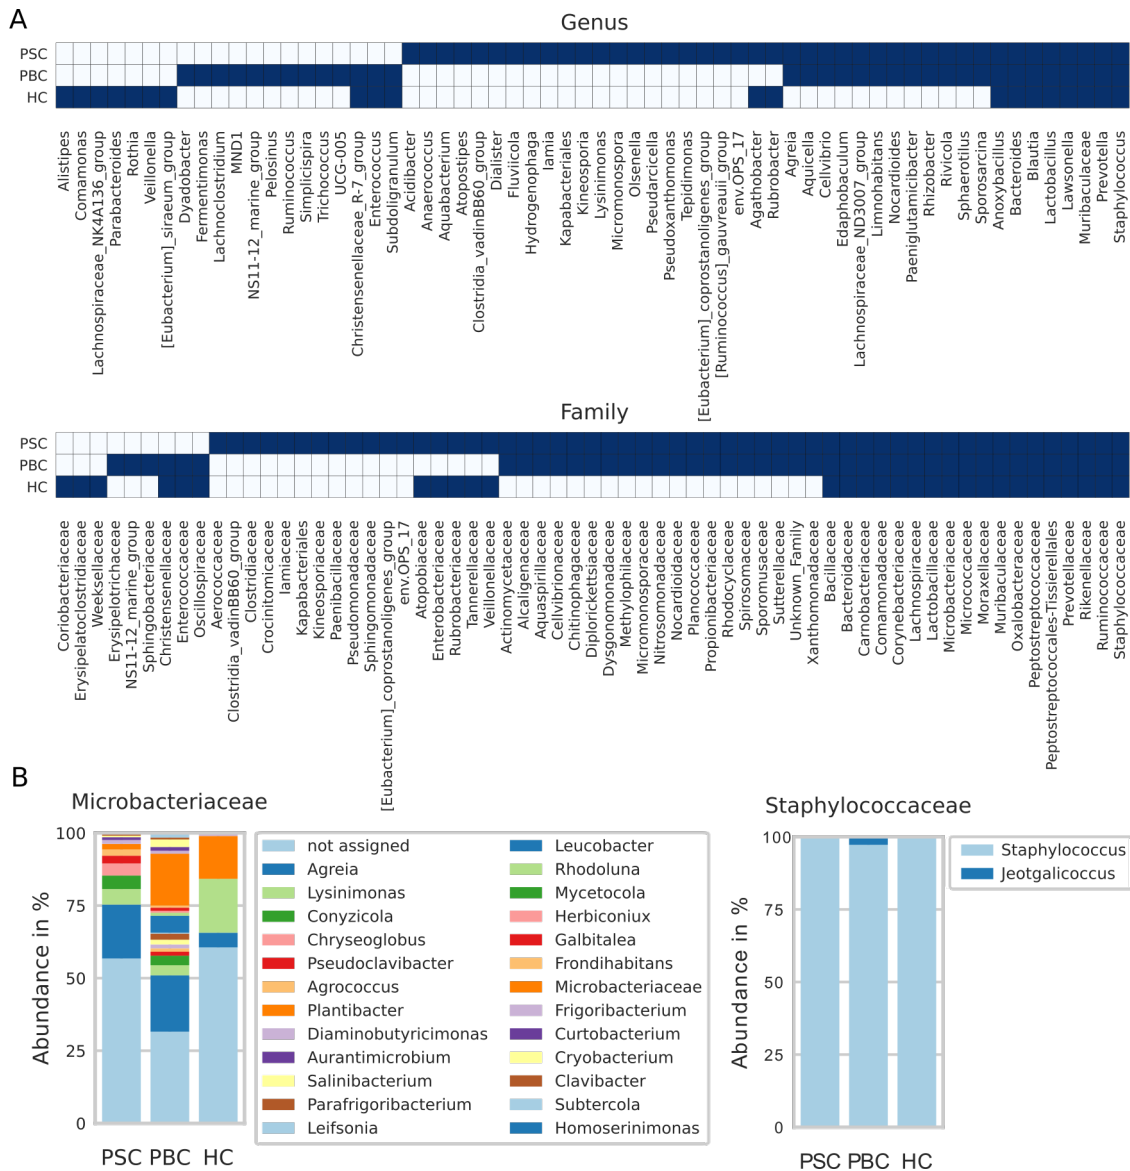 A
Genus
PSC
PBC
HC
Alistipes
Comamonas
Lachnospiraceae_NK4A136_group
Parabacteroides
Rothia
Veillonella
[Eubacterium]_siraeum_group
Dyadobacter
Fermentimonas
Lachnoclostridium
MND1
NS11-12_marine_group
Pelosinus
Ruminococcus
Simplicispira
Trichococcus
UCG-005
Christensenellaceae_R-7_group
Enterococcus
Subdoligranulum
Acidibacter
Anaerococcus
Aquabacterium
Atopostipes
Clostridia_vadinBB60_group
Dialister
Fluviicola
Hydrogenophaga
Iamia
Kapabacteriales
Kineosporia
Lysinimonas
Micromonospora
Olsenella
Pseudarcicella
Pseudoxanthomonas
Tepidimonas
[Eubacterium]_coprostanoligenes_group
[Ruminococcus]_gauvreauii_group
env.OPS_17
Agathobacter
Rubrobacter
Agreia
Aquicella
Cellvibrio
Edaphobaculum
Lachnospiraceae_ND3007_group
Limnohabitans
Nocardioides
Paeniglutamicibacter
Rhizobacter
Rivicola
Sphaerotilus
Sporosarcina
Anoxybacillus
Bacteroides
Blautia
Lactobacillus
Lawsonella
Muribaculaceae
Prevotella
Staphylococcus
Family
PSC
PBC
HC
Coriobacteriaceae
Erysipelatoclostridiaceae
Weeksellaceae
Erysipelotrichaceae
NS11-12_marine_group
Sphingobacteriaceae
Christensenellaceae
Enterococcaceae
Oscillospiraceae
Aerococcaceae
Clostridia_vadinBB60_group
Clostridiaceae
Crocinitomicaceae
Iamiaceae
Kapabacteriales
Kineosporiaceae
Paenibacillaceae
Pseudomonadaceae
Sphingomonadaceae
[Eubacterium]_coprostanoligenes_group
env.OPS_17
Atopobiaceae
Enterobacteriaceae
Rubrobacteriaceae
Tannerellaceae
Veillonellaceae
Actinomycetaceae
Alcaligenaceae
Aquaspirillaceae
Cellvibrionaceae
Chitinophagaceae
Diplorickettsiaceae
Dysgonomonadaceae
Methylophilaceae
Micromonosporaceae
Nitrosomonadaceae
Nocardioidaceae
Planococcaceae
Propionibacteriaceae
Rhodocyclaceae
Spirosomaceae
Sporomusaceae
Sutterellaceae
Unknown_Family
Xanthomonadaceae
Bacillaceae
Bacteroidaceae
Carnobacteriaceae
Comamonadaceae
Corynebacteriaceae
Lachnospiraceae
Lactobacillaceae
Microbacteriaceae
Micrococcaceae
Moraxellaceae
Muribaculaceae
Oxalobacteraceae
Peptostreptococcaceae
Peptostreptococcales-Tissierellales
Prevotellaceae
Rikenellaceae
Ruminococcaceae
Staphylococcaceae
B
Microbacteriaceae
Abundance in %
100
75
50
25
0
PSC PBC HC
not assigned
Agreia
Lysinimonas
Conyzicola
Chryseoglobus
Pseudoclavibacter
Agrococcus
Plantibacter
Diaminobutyricimonas
Aurantimicrobium
Salinibacterium
Parafrigoribacterium
Leifsonia
Leucobacter
Rhodoluna
Mycetocola
Herbiconiux
Galbitalea
Frondihabitans
Microbacteriaceae
Frigoribacterium
Curtobacterium
Cryobacterium
Clavibacter
Subtercola
Homoserinimonas
Staphylococcaceae
Abundance in %
100
75
50
25
0
PSC PBC HC
Staphylococcus
Jeotgalicoccus